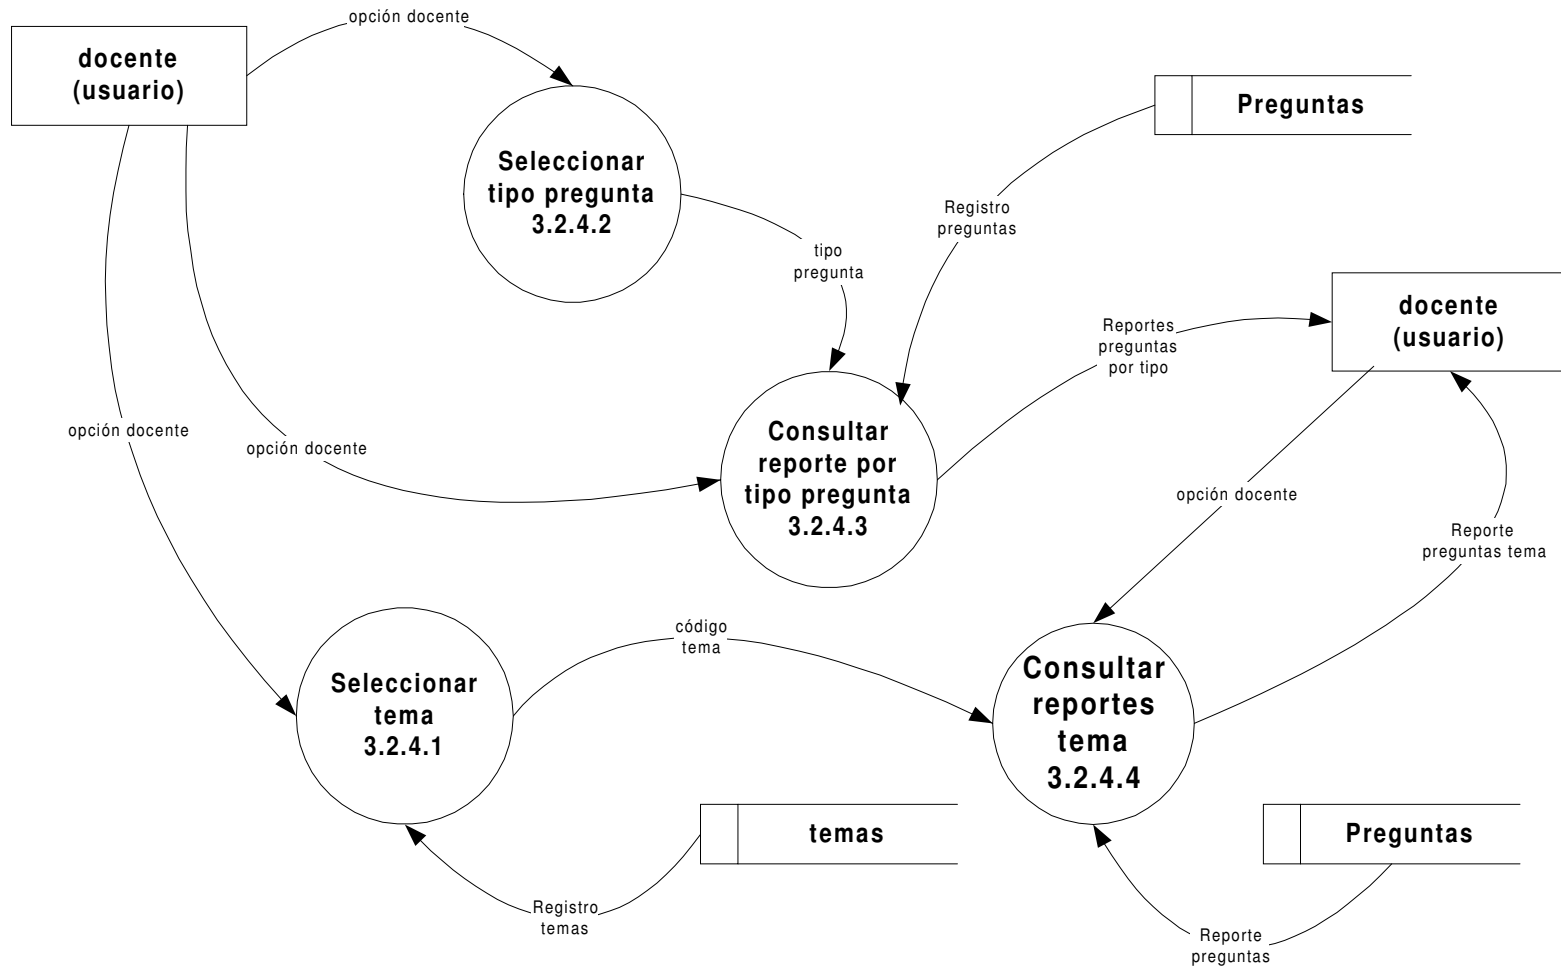 opción docente
docente
(usuario)
Preguntas
Seleccionar
tipo pregunta
3.2.4.2
Registro
preguntas
tipo
pregunta
docente
(usuario)
Reportes
preguntas
por tipo
opción docente
opción docente
Consultar
reporte por
tipo pregunta
3.2.4.3
opción docente
Reporte
preguntas tema
código
tema
Seleccionar
tema
3.2.4.1
Consultar
reportes
tema
3.2.4.4
temas
Preguntas
Registro
temas
Reporte
preguntas